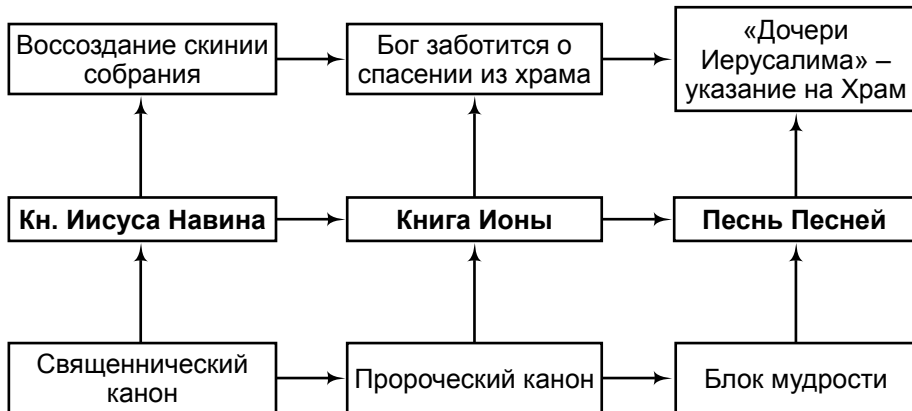 Воссоздание скинии
собрания
Бог заботится о
спасении из храма
«Дочери
Иерусалима» –
указание на Храм
Кн. Иисуса Навина
Книга Ионы
Песнь Песней
Священнический
канон
Пророческий канон
Блок мудрости